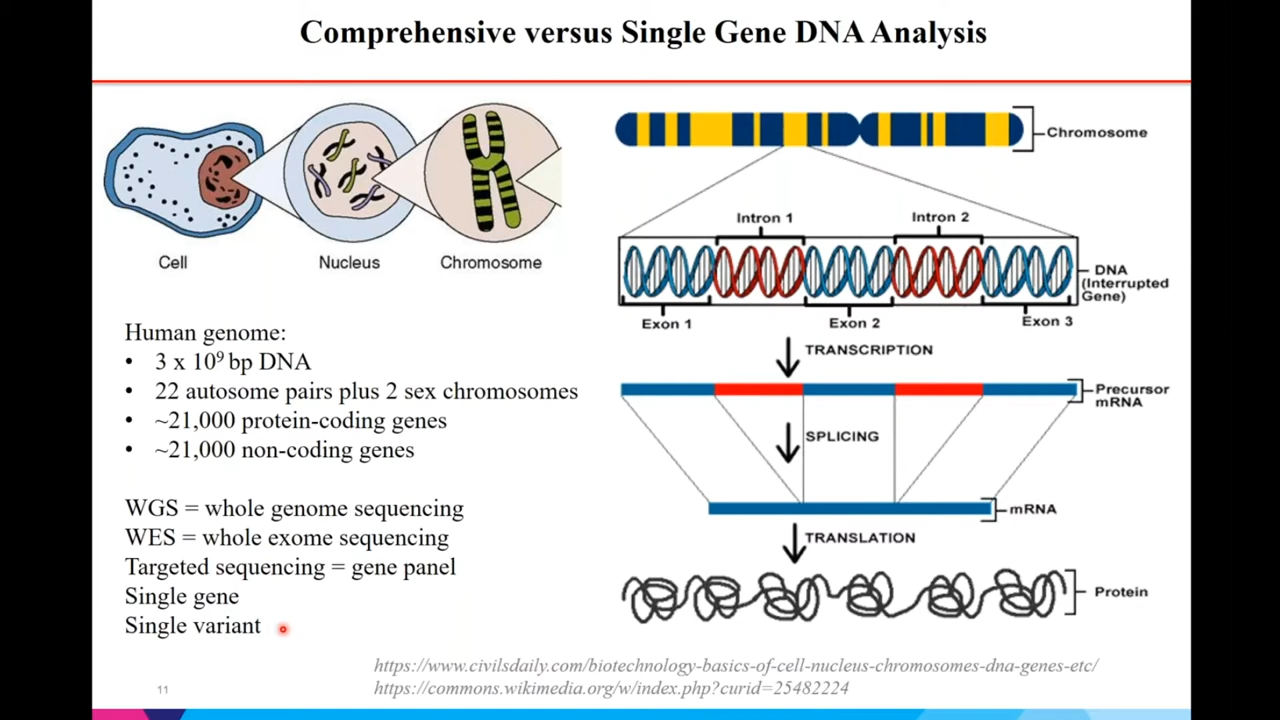 Comprehensive versus Single Gene DNA Analysis
Cell
Nucleus
Chromosome
Human genome:
• 3 x 10⁹ bp DNA
• 22 autosome pairs plus 2 sex chromosomes
• ~21,000 protein-coding genes
• ~21,000 non-coding genes
WGS = whole genome sequencing
WES = whole exome sequencing
Targeted sequencing = gene panel
Single gene
Single variant
Chromosome
Intron 1
Intron 2
DNA
(Interrupted
Gene)
Exon 1
Exon 2
Exon 3
TRANSCRIPTION
Precursor
mRNA
SPLICING
mRNA
TRANSLATION
Protein
https://www.civilsdaily.com/biotechnology-basics-of-cell-nucleus-chromosomes-dna-genes-etc/
https://commons.wikimedia.org/w/index.php?curid=25482224
11